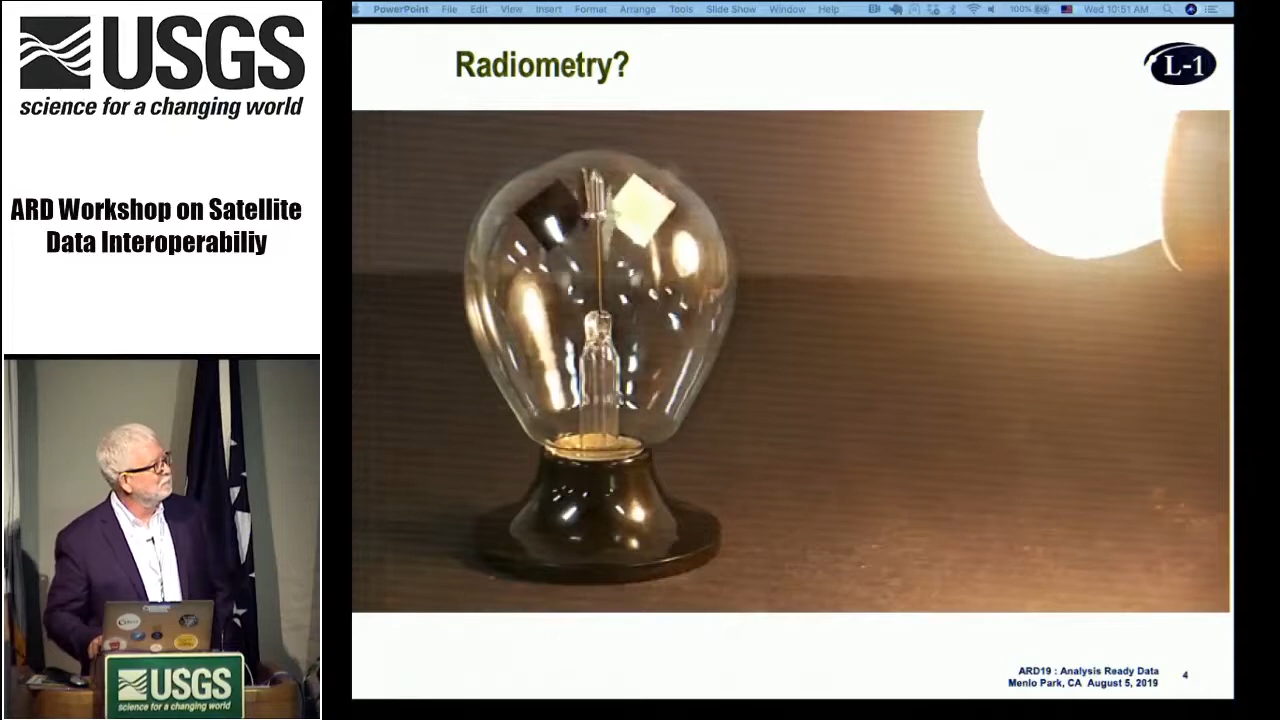 USGS
science for a changing world
ARD Workshop on Satellite
Data Interoperabiliy
PowerPoint File Edit View Insert Format Arrange Tools Slide Show Window Help 100% Wed 10:51 AM
Radiometry?
L-1
ARD19 : Analysis Ready Data
Menlo Park, CA August 5, 2019
4
USGS
science for a changing world